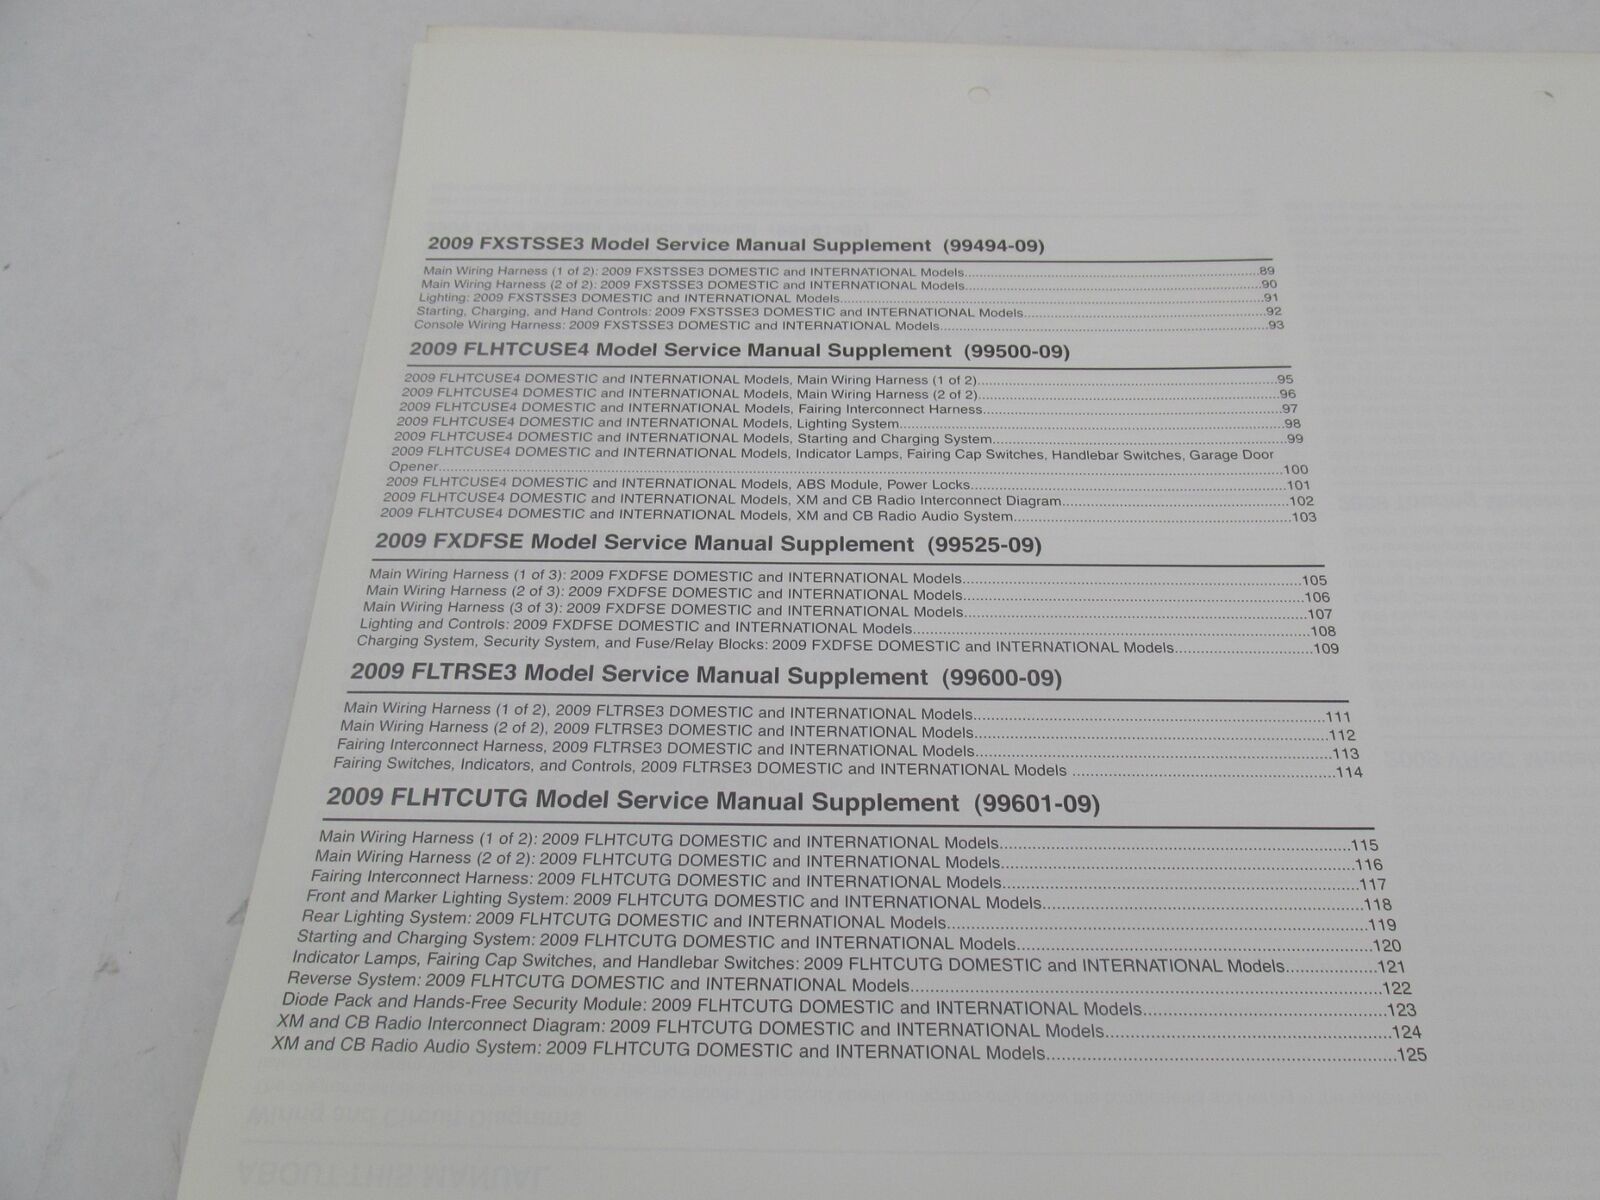 2009 FXSTSSE3 Model Service Manual Supplement (99494-09)
Main Wiring Harness (1 of 2): 2009 FXSTSSE3 DOMESTIC and INTERNATIONAL Models....................89
Main Wiring Harness (2 of 2): 2009 FXSTSSE3 DOMESTIC and INTERNATIONAL Models....................90
Lighting: 2009 FXSTSSE3 DOMESTIC and INTERNATIONAL Models....................91
Starting, Charging, and Hand Controls: 2009 FXSTSSE3 DOMESTIC and INTERNATIONAL Models....................92
Console Wiring Harness: 2009 FXSTSSE3 DOMESTIC and INTERNATIONAL Models....................93
2009 FLHTCUSE4 Model Service Manual Supplement (99500-09)
2009 FLHTCUSE4 DOMESTIC and INTERNATIONAL Models, Main Wiring Harness (1 of 2)....................95
2009 FLHTCUSE4 DOMESTIC and INTERNATIONAL Models, Main Wiring Harness (2 of 2)....................96
2009 FLHTCUSE4 DOMESTIC and INTERNATIONAL Models, Fairing Interconnect Harness....................97
2009 FLHTCUSE4 DOMESTIC and INTERNATIONAL Models, Lighting System....................98
2009 FLHTCUSE4 DOMESTIC and INTERNATIONAL Models, Starting and Charging System....................99
2009 FLHTCUSE4 DOMESTIC and INTERNATIONAL Models, Indicator Lamps, Fairing Cap Switches, Handlebar Switches, Garage Door
Opener....................100
2009 FLHTCUSE4 DOMESTIC and INTERNATIONAL Models, ABS Module, Power Locks....................101
2009 FLHTCUSE4 DOMESTIC and INTERNATIONAL Models, XM and CB Radio Interconnect Diagram....................102
2009 FLHTCUSE4 DOMESTIC and INTERNATIONAL Models, XM and CB Radio Audio System....................103
2009 FXDFSE Model Service Manual Supplement (99525-09)
Main Wiring Harness (1 of 3): 2009 FXDFSE DOMESTIC and INTERNATIONAL Models....................105
Main Wiring Harness (2 of 3): 2009 FXDFSE DOMESTIC and INTERNATIONAL Models....................106
Main Wiring Harness (3 of 3): 2009 FXDFSE DOMESTIC and INTERNATIONAL Models....................107
Lighting and Controls: 2009 FXDFSE DOMESTIC and INTERNATIONAL Models....................108
Charging System, Security System, and Fuse/Relay Blocks: 2009 FXDFSE DOMESTIC and INTERNATIONAL Models....................109
2009 FLTRSE3 Model Service Manual Supplement (99600-09)
Main Wiring Harness (1 of 2), 2009 FLTRSE3 DOMESTIC and INTERNATIONAL Models....................111
Main Wiring Harness (2 of 2), 2009 FLTRSE3 DOMESTIC and INTERNATIONAL Models....................112
Fairing Interconnect Harness, 2009 FLTRSE3 DOMESTIC and INTERNATIONAL Models....................113
Fairing Switches, Indicators, and Controls, 2009 FLTRSE3 DOMESTIC and INTERNATIONAL Models ....................114
2009 FLHTCUTG Model Service Manual Supplement (99601-09)
Main Wiring Harness (1 of 2): 2009 FLHTCUTG DOMESTIC and INTERNATIONAL Models....................115
Main Wiring Harness (2 of 2): 2009 FLHTCUTG DOMESTIC and INTERNATIONAL Models....................116
Fairing Interconnect Harness: 2009 FLHTCUTG DOMESTIC and INTERNATIONAL Models....................117
Front and Marker Lighting System: 2009 FLHTCUTG DOMESTIC and INTERNATIONAL Models....................118
Rear Lighting System: 2009 FLHTCUTG DOMESTIC and INTERNATIONAL Models....................119
Starting and Charging System: 2009 FLHTCUTG DOMESTIC and INTERNATIONAL Models....................120
Indicator Lamps, Fairing Cap Switches, and Handlebar Switches: 2009 FLHTCUTG DOMESTIC and INTERNATIONAL Models....................121
Reverse System: 2009 FLHTCUTG DOMESTIC and INTERNATIONAL Models....................122
Diode Pack and Hands-Free Security Module: 2009 FLHTCUTG DOMESTIC and INTERNATIONAL Models....................123
XM and CB Radio Interconnect Diagram: 2009 FLHTCUTG DOMESTIC and INTERNATIONAL Models....................124
XM and CB Radio Audio System: 2009 FLHTCUTG DOMESTIC and INTERNATIONAL Models....................125
Wiring and Circuit Diagrams
ABOUT THIS MANUAL